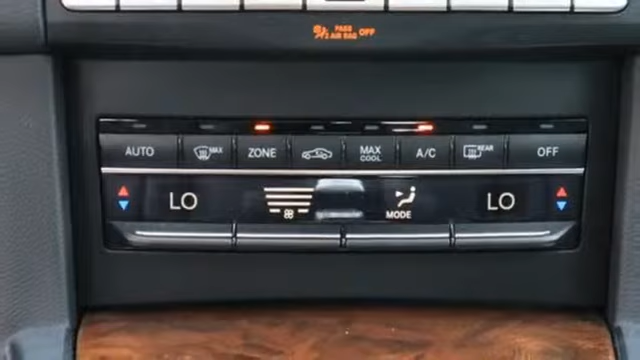 PASS
AIR BAG OFF
AUTO MAX ZONE MAX COOL A/C REAR OFF
LO MODE LO